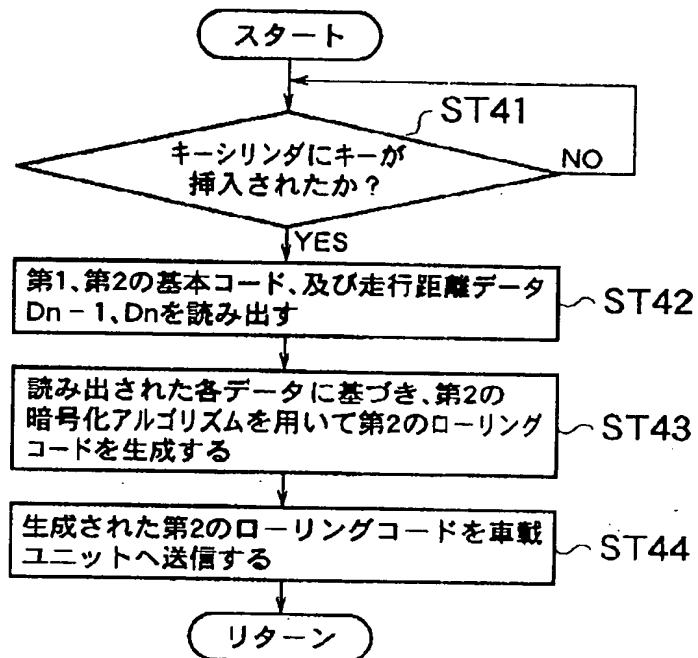 スタート
ST41
キーシリンダにキーが
挿入されたか？
NO
YES
第1、第2の基本コード、及び走行距離データ
Dn－1、Dnを読み出す
ST42
読み出された各データに基づき、第2の
暗号化アルゴリズムを用いて第2のローリング
コードを生成する
ST43
生成された第2のローリングコードを車載
ユニットへ送信する
ST44
リターン